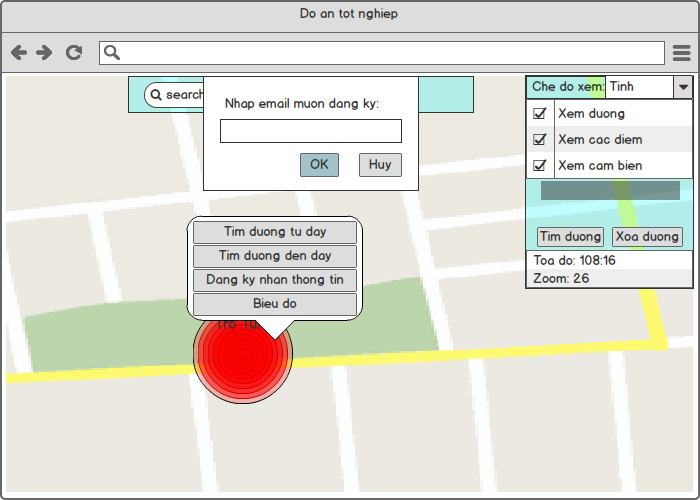 Do an tot nghiep
search
Nhap email muon dang ky:
OK
Huy
Che do xem:
Tinh
Xem duong
Xem cac diem
Xem cam bien
Tim duong
Xoa duong
Toa do: 108:16
Zoom: 26
Tim duong tu day
Tim duong den day
Dang ky nhan thong tin
Bieu do